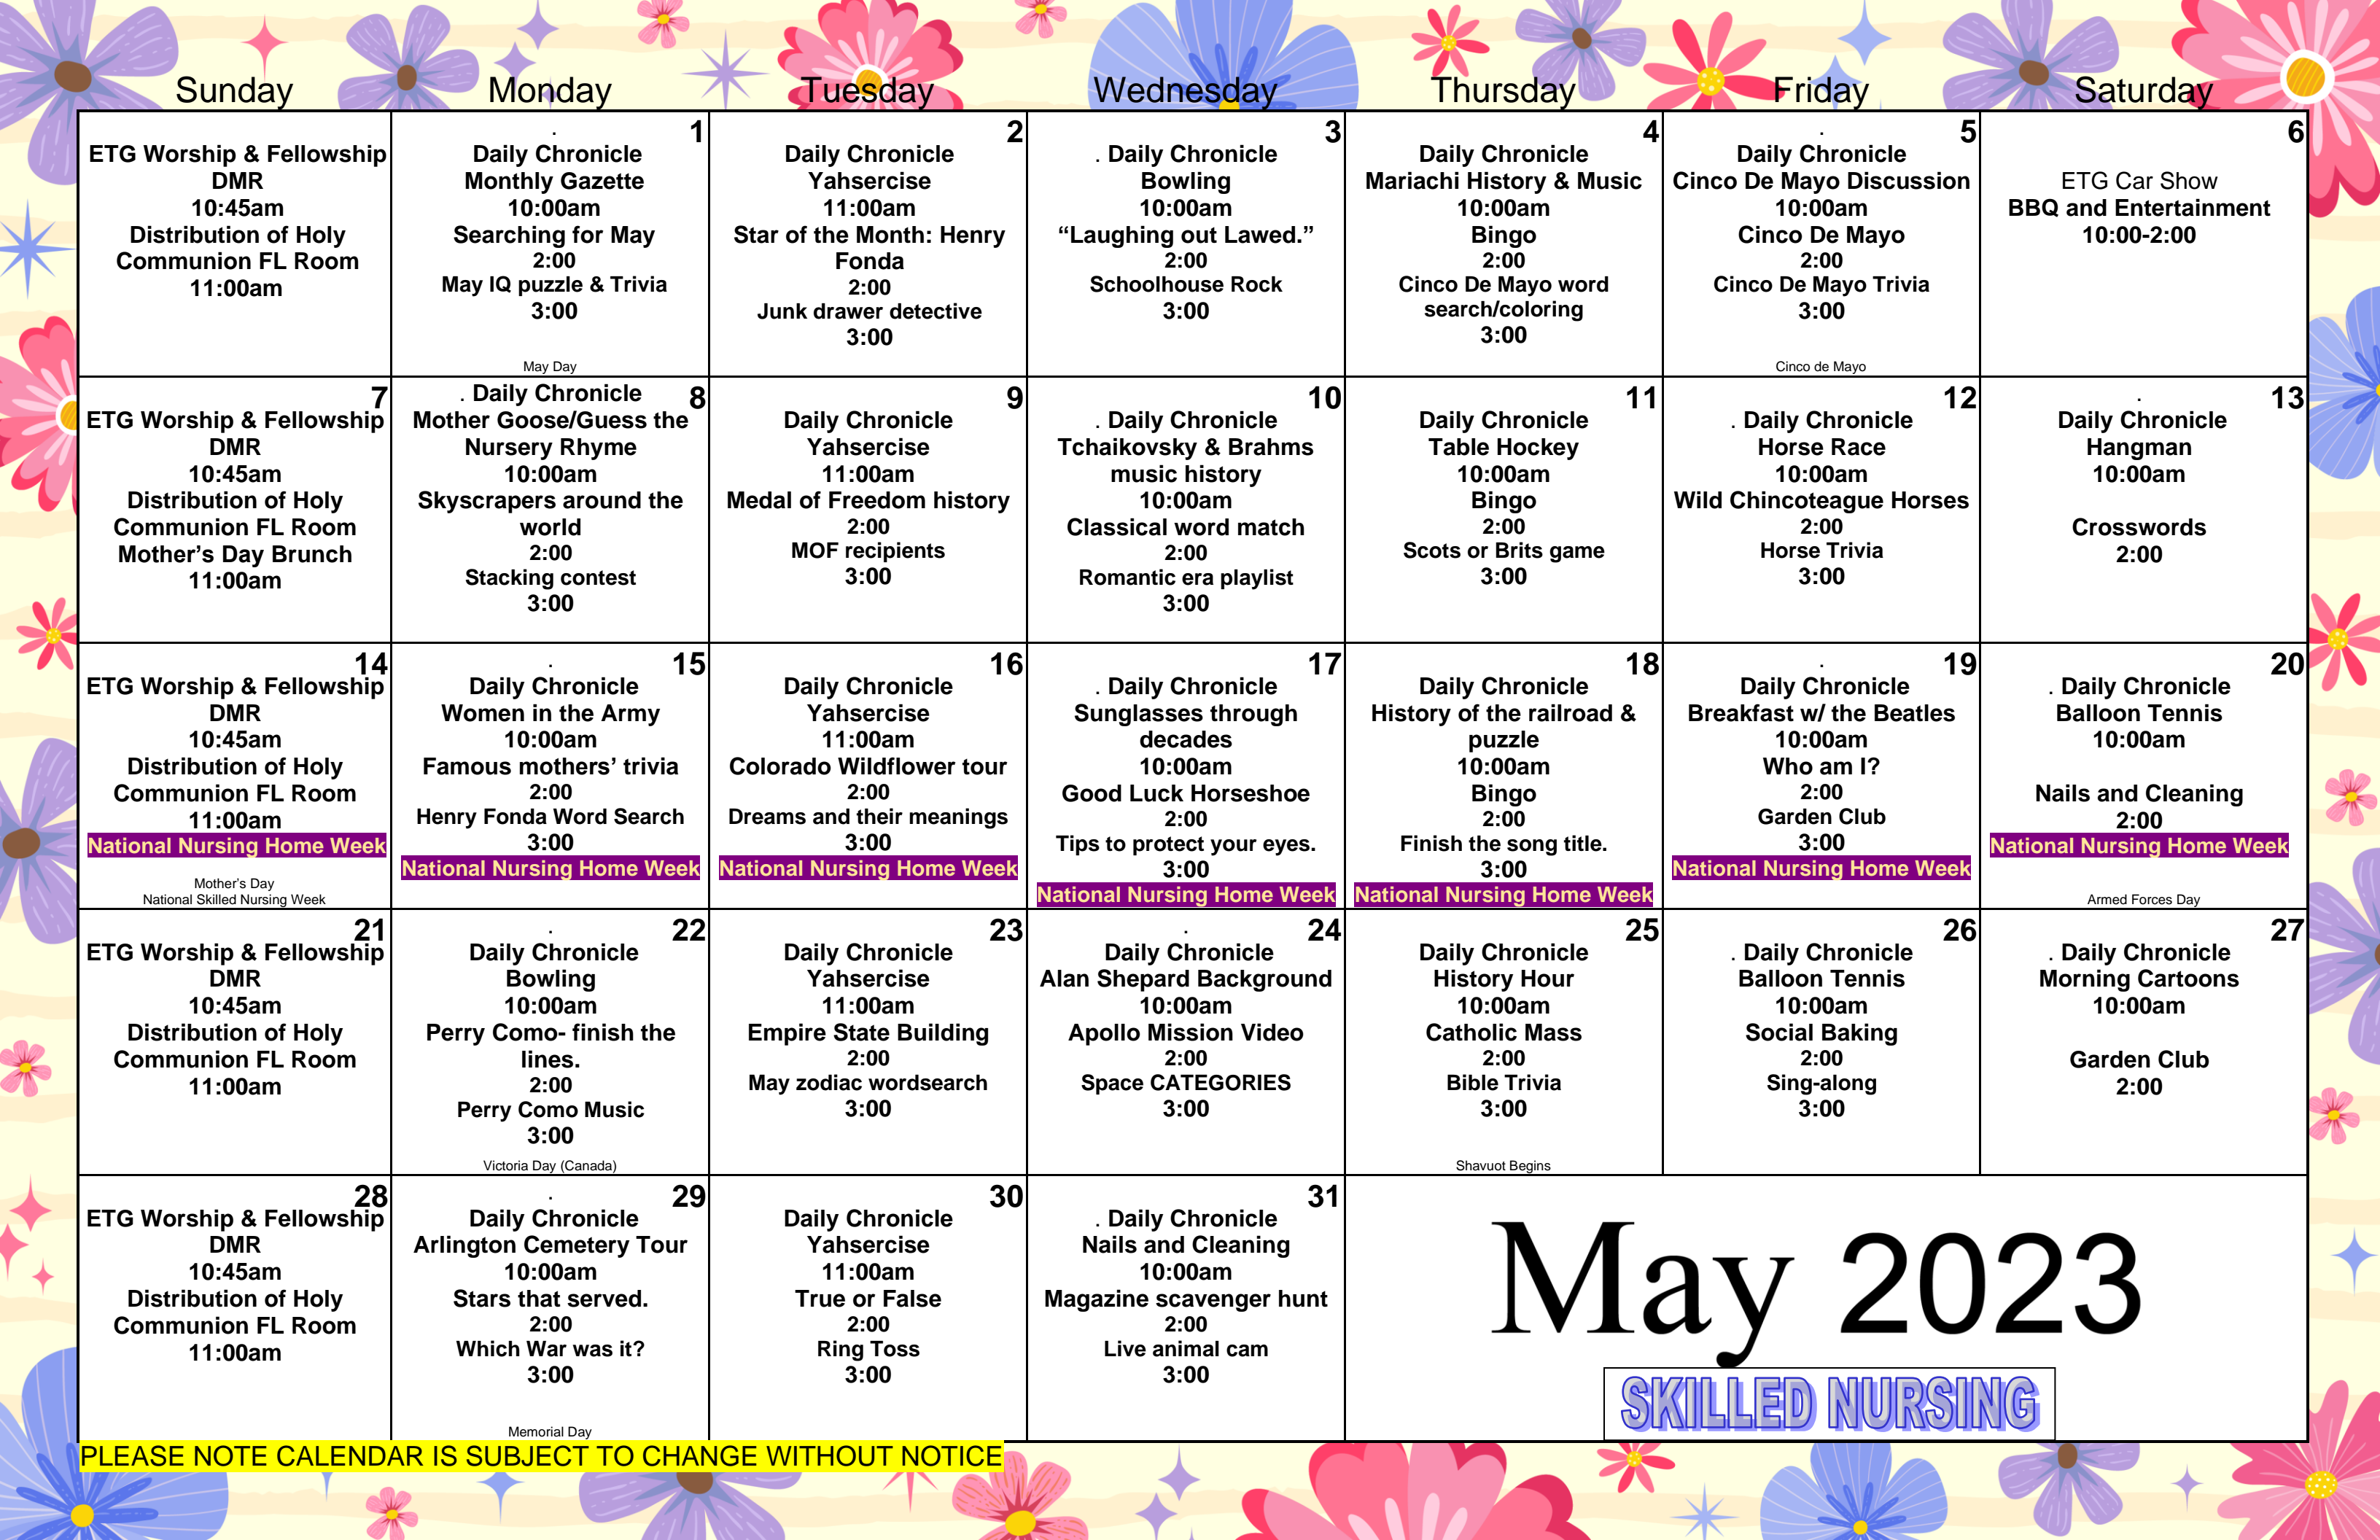 Sunday Monday Tuesday Wednesday Thursday Friday Saturday
ETG Worship & Fellowship
DMR
10:45am
Distribution of Holy
Communion FL Room
11:00am
1
.
Daily Chronicle
Monthly Gazette
10:00am
Searching for May
2:00
May IQ puzzle & Trivia
3:00
May Day
2
Daily Chronicle
Yahsercise
11:00am
Star of the Month: Henry
Fonda
2:00
Junk drawer detective
3:00
3
. Daily Chronicle
Bowling
10:00am
“Laughing out Lawed.”
2:00
Schoolhouse Rock
3:00
4
Daily Chronicle
Mariachi History & Music
10:00am
Bingo
2:00
Cinco De Mayo word
search/coloring
3:00
5
.
Daily Chronicle
Cinco De Mayo Discussion
10:00am
Cinco De Mayo
2:00
Cinco De Mayo Trivia
3:00
Cinco de Mayo
6
ETG Car Show
BBQ and Entertainment
10:00-2:00
7
ETG Worship & Fellowship
DMR
10:45am
Distribution of Holy
Communion FL Room
Mother’s Day Brunch
11:00am
8
. Daily Chronicle
Mother Goose/Guess the
Nursery Rhyme
10:00am
Skyscrapers around the
world
2:00
Stacking contest
3:00
9
Daily Chronicle
Yahsercise
11:00am
Medal of Freedom history
2:00
MOF recipients
3:00
10
. Daily Chronicle
Tchaikovsky & Brahms
music history
10:00am
Classical word match
2:00
Romantic era playlist
3:00
11
Daily Chronicle
Table Hockey
10:00am
Bingo
2:00
Scots or Brits game
3:00
12
. Daily Chronicle
Horse Race
10:00am
Wild Chincoteague Horses
2:00
Horse Trivia
3:00
13
.
Daily Chronicle
Hangman
10:00am
Crosswords
2:00
14
ETG Worship & Fellowship
DMR
10:45am
Distribution of Holy
Communion FL Room
11:00am
National Nursing Home Week
Mother's Day
National Skilled Nursing Week
15
.
Daily Chronicle
Women in the Army
10:00am
Famous mothers’ trivia
2:00
Henry Fonda Word Search
3:00
National Nursing Home Week
16
Daily Chronicle
Yahsercise
11:00am
Colorado Wildflower tour
2:00
Dreams and their meanings
3:00
National Nursing Home Week
17
. Daily Chronicle
Sunglasses through
decades
10:00am
Good Luck Horseshoe
2:00
Tips to protect your eyes.
3:00
National Nursing Home Week
18
Daily Chronicle
History of the railroad &
puzzle
10:00am
Bingo
2:00
Finish the song title.
3:00
National Nursing Home Week
19
.
Daily Chronicle
Breakfast w/ the Beatles
10:00am
Who am I?
2:00
Garden Club
3:00
National Nursing Home Week
20
. Daily Chronicle
Balloon Tennis
10:00am
Nails and Cleaning
2:00
National Nursing Home Week
Armed Forces Day
21
ETG Worship & Fellowship
DMR
10:45am
Distribution of Holy
Communion FL Room
11:00am
22
.
Daily Chronicle
Bowling
10:00am
Perry Como- finish the
lines.
2:00
Perry Como Music
3:00
Victoria Day (Canada)
23
Daily Chronicle
Yahsercise
11:00am
Empire State Building
2:00
May zodiac wordsearch
3:00
24
.
Daily Chronicle
Alan Shepard Background
10:00am
Apollo Mission Video
2:00
Space CATEGORIES
3:00
25
Daily Chronicle
History Hour
10:00am
Catholic Mass
2:00
Bible Trivia
3:00
Shavuot Begins
26
. Daily Chronicle
Balloon Tennis
10:00am
Social Baking
2:00
Sing-along
3:00
27
. Daily Chronicle
Morning Cartoons
10:00am
Garden Club
2:00
28
ETG Worship & Fellowship
DMR
10:45am
Distribution of Holy
Communion FL Room
11:00am
29
.
Daily Chronicle
Arlington Cemetery Tour
10:00am
Stars that served.
2:00
Which War was it?
3:00
Memorial Day
30
Daily Chronicle
Yahsercise
11:00am
True or False
2:00
Ring Toss
3:00
31
. Daily Chronicle
Nails and Cleaning
10:00am
Magazine scavenger hunt
2:00
Live animal cam
3:00
May 2023
SKILLED NURSING
PLEASE NOTE CALENDAR IS SUBJECT TO CHANGE WITHOUT NOTICE